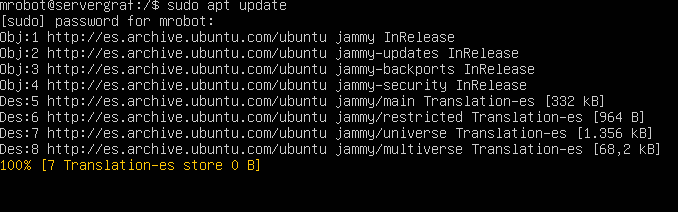 mrobot@servergraf:/$ sudo apt update
[sudo] password for mrobot:
Obj:1 http://es.archive.ubuntu.com/ubuntu jammy InRelease
Obj:2 http://es.archive.ubuntu.com/ubuntu jammy-updates InRelease
Obj:3 http://es.archive.ubuntu.com/ubuntu jammy-backports InRelease
Obj:4 http://es.archive.ubuntu.com/ubuntu jammy-security InRelease
Des:5 http://es.archive.ubuntu.com/ubuntu jammy/main Translation-es [332 kB]
Des:6 http://es.archive.ubuntu.com/ubuntu jammy/restricted Translation-es [964 B]
Des:7 http://es.archive.ubuntu.com/ubuntu jammy/universe Translation-es [1.356 kB]
Des:8 http://es.archive.ubuntu.com/ubuntu jammy/multiverse Translation-es [68,2 kB]
100% [7 Translation-es store 0 B]